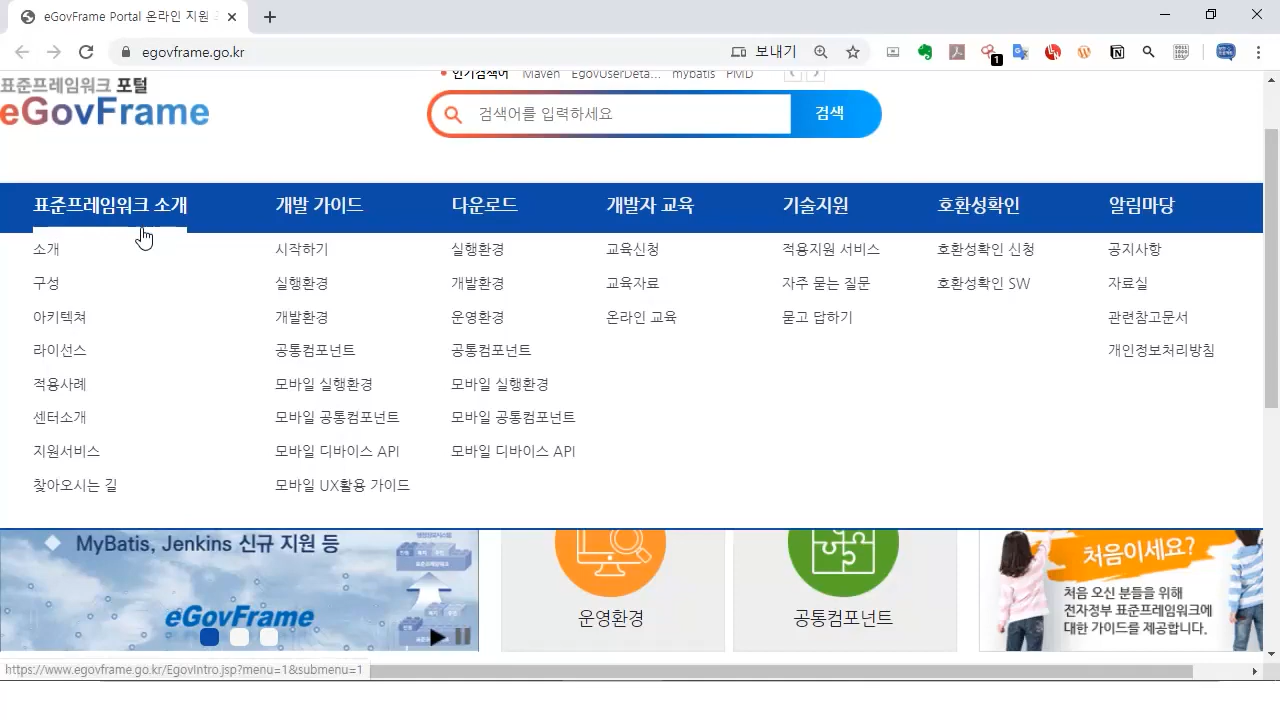 eGovFrame Portal 온라인 지원
egovframe.go.kr
보내기
1
인기검색어 Maven EgovUserDeta... mybatis PMD
표준프레임워크 포털
eGovFrame
검색어를 입력하세요
검색
표준프레임워크 소개 개발 가이드 다운로드 개발자 교육 기술지원 호환성확인 알림마당
소개 시작하기 실행환경 교육신청 적용지원 서비스 호환성확인 신청 공지사항
구성 실행환경 개발환경 교육자료 자주 묻는 질문 호환성확인 SW 자료실
아키텍쳐 개발환경 운영환경 온라인 교육 묻고 답하기 관련참고문서
라이선스 공통컴포넌트 공통컴포넌트 개인정보처리방침
적용사례 모바일 실행환경 모바일 실행환경
센터소개 모바일 공통컴포넌트 모바일 공통컴포넌트
지원서비스 모바일 디바이스 API 모바일 디바이스 API
찾아오시는 길 모바일 UX활용 가이드
MyBatis, Jenkins 신규 지원 등
eGovFrame
운영환경
공통컴포넌트
처음이세요?
처음 오신 분들을 위해
전자정부 표준프레임워크에
대한 가이드를 제공합니다.
https://www.egovframe.go.kr/EgovIntro.jsp?menu=1&submenu=1